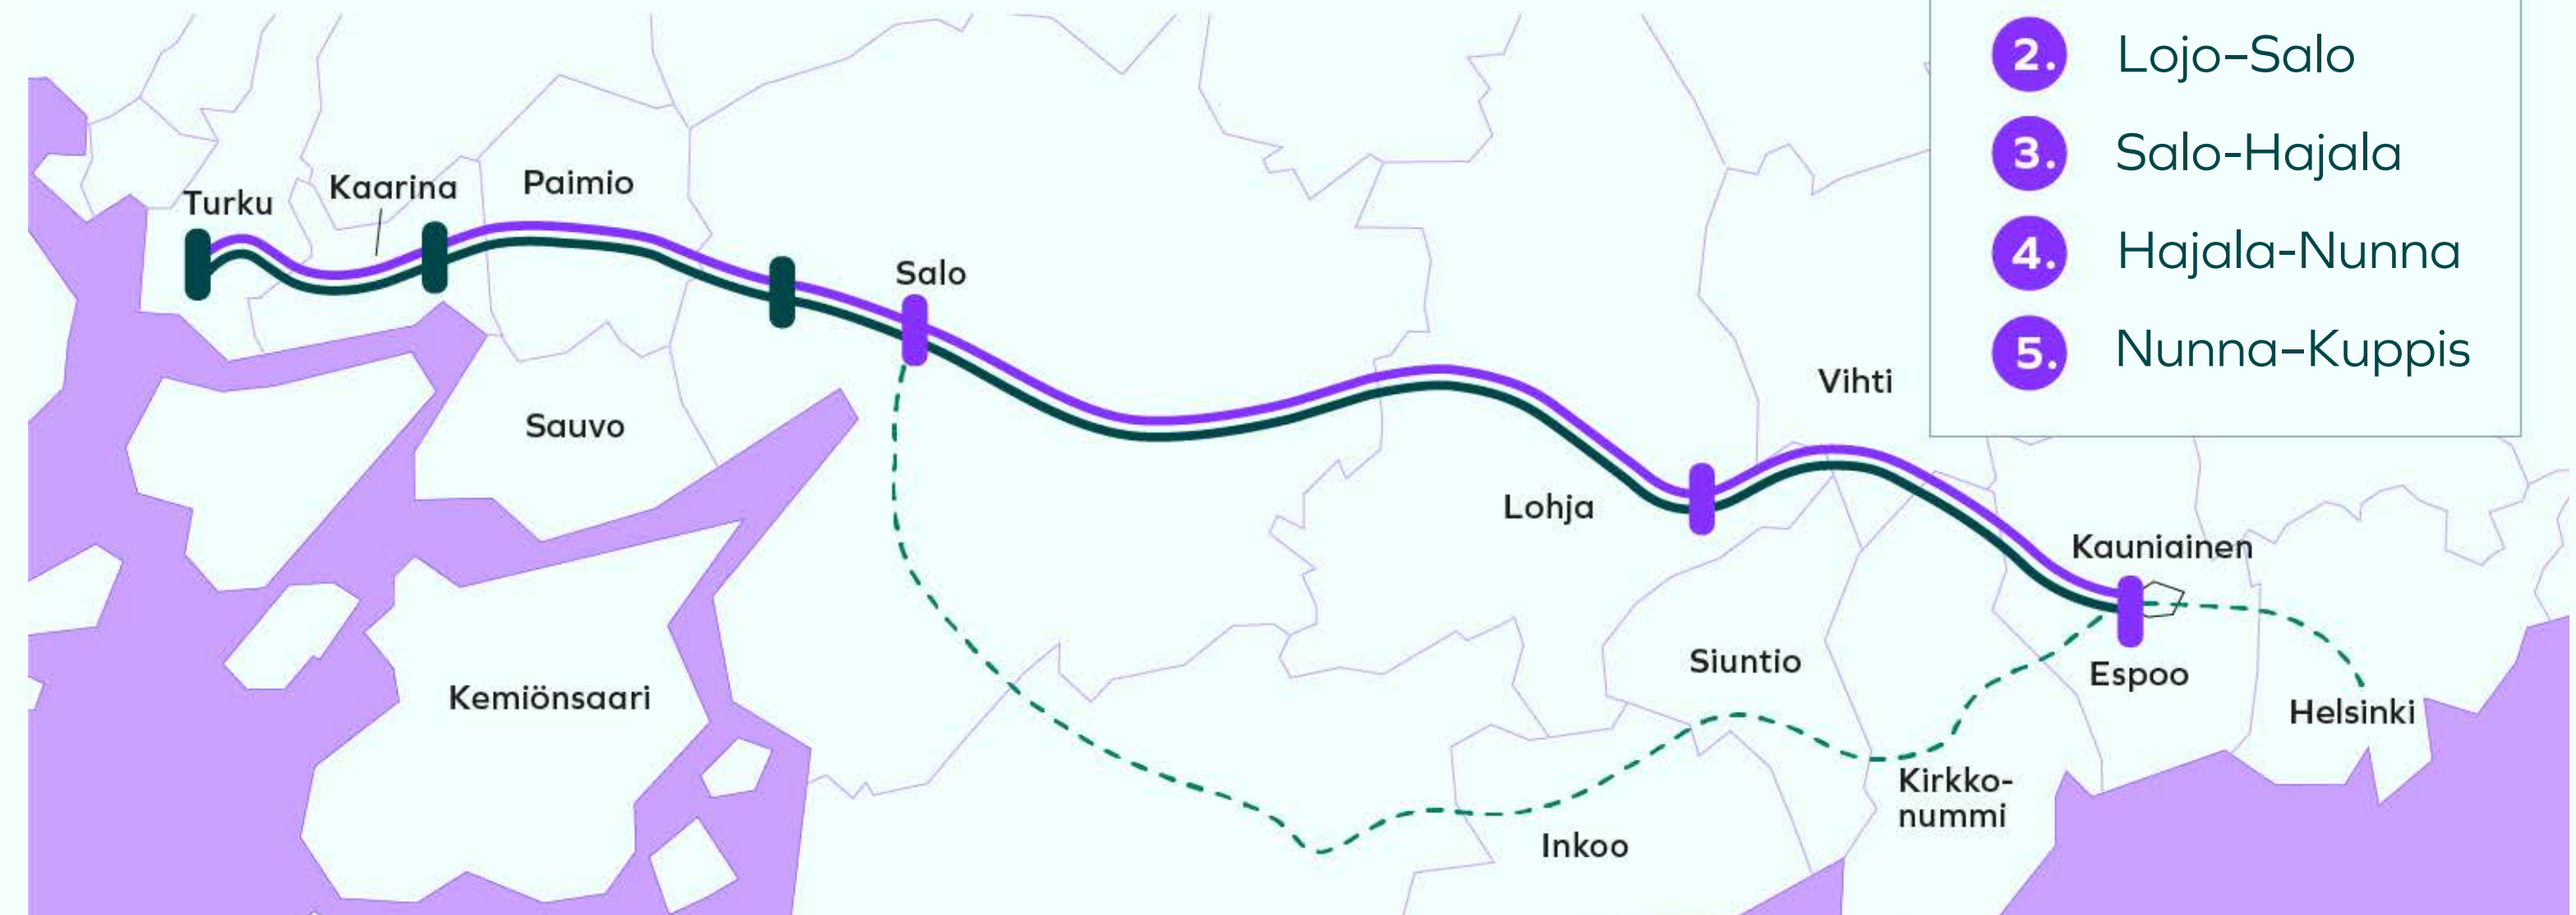 2. Lojo–Salo
3. Salo-Hajala
4. Hajala-Nunna
5. Nunna–Kuppis
Turku
Kaarina
Paimio
Salo
Sauvo
Vihti
Lohja
Kauniainen
Siuntio
Espoo
Kemiönsaari
Helsinki
Kirkko-
nummi
Inkoo